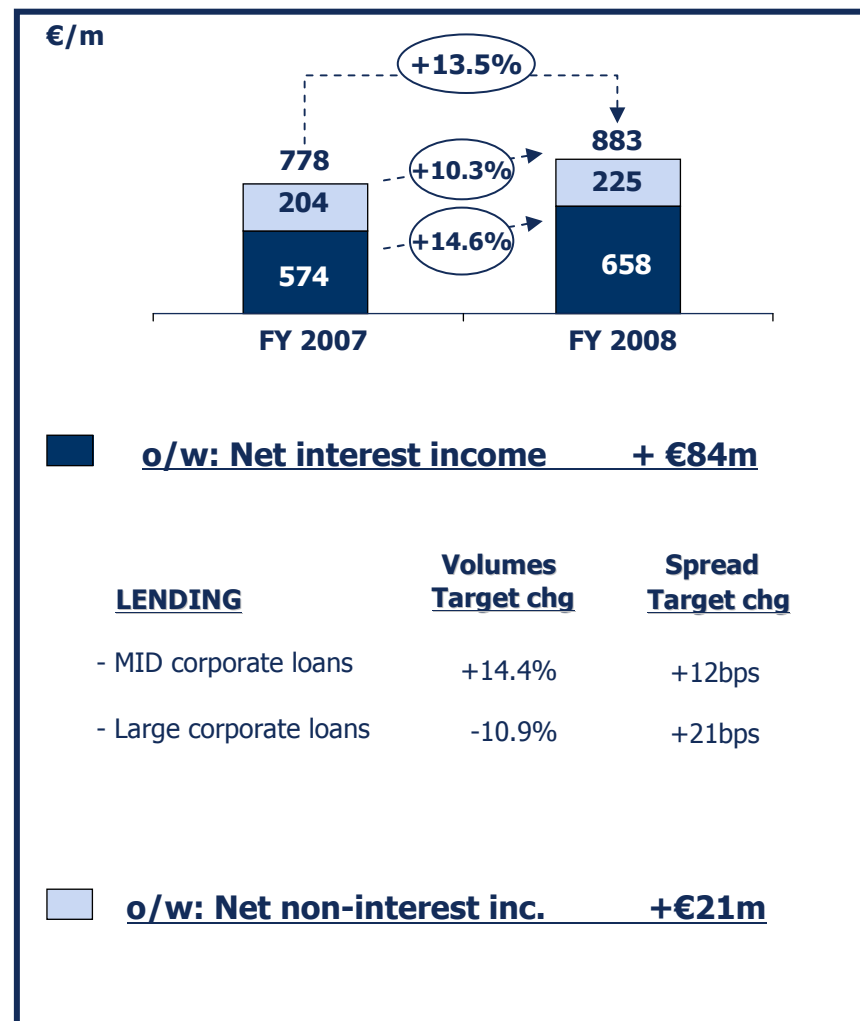 €/m
+13.5%
778
883
+10.3%
204
225
+14.6%
574
658
FY 2007
FY 2008
o/w: Net interest income + €84m
Volumes Spread
LENDING Target chg Target chg
- MID corporate loans +14.4% +12bps
- Large corporate loans -10.9% +21bps
o/w: Net non-interest inc. +€21m